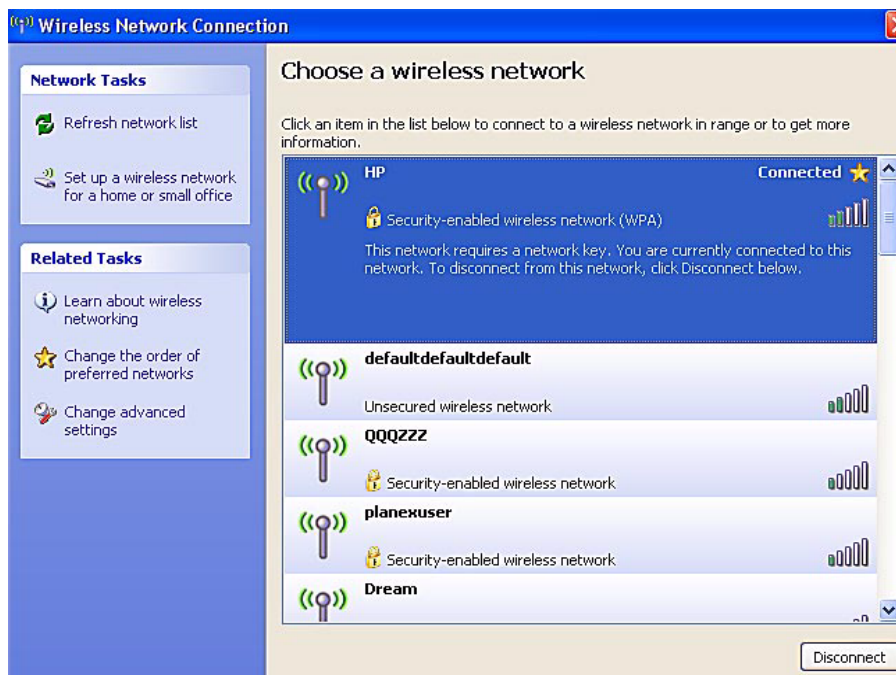 Wireless Network Connection
Network Tasks
Refresh network list
Set up a wireless network
for a home or small office
Related Tasks
Learn about wireless
networking
Change the order of
preferred networks
Change advanced
settings
Choose a wireless network
Click an item in the list below to connect to a wireless network in range or to get more
information.
HP
Connected
Security-enabled wireless network (WPA)
This network requires a network key. You are currently connected to this
network. To disconnect from this network, click Disconnect below.
defaultdefaultdefault
Unsecured wireless network
QQQZZZ
Security-enabled wireless network
planexuser
Security-enabled wireless network
Dream
Disconnect